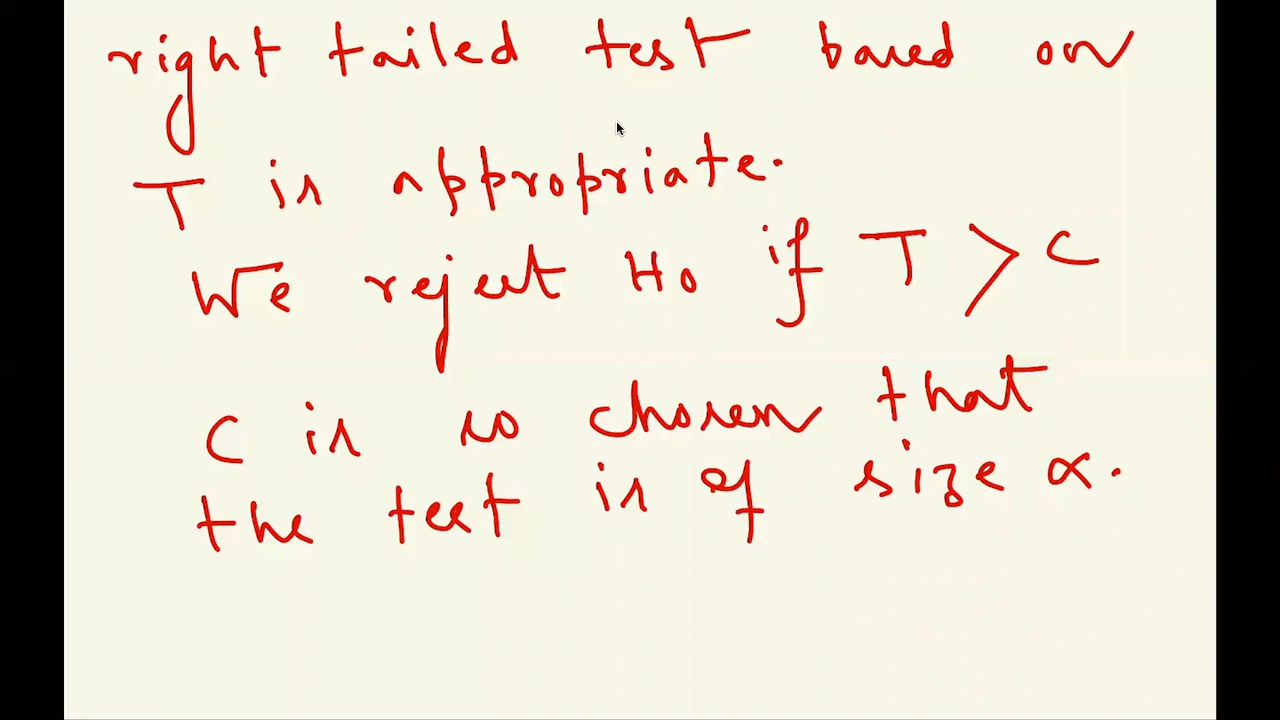 right tailed test based on
T is appropriate.
We reject H0 if T > C
C is so chosen that
the test is of size α.